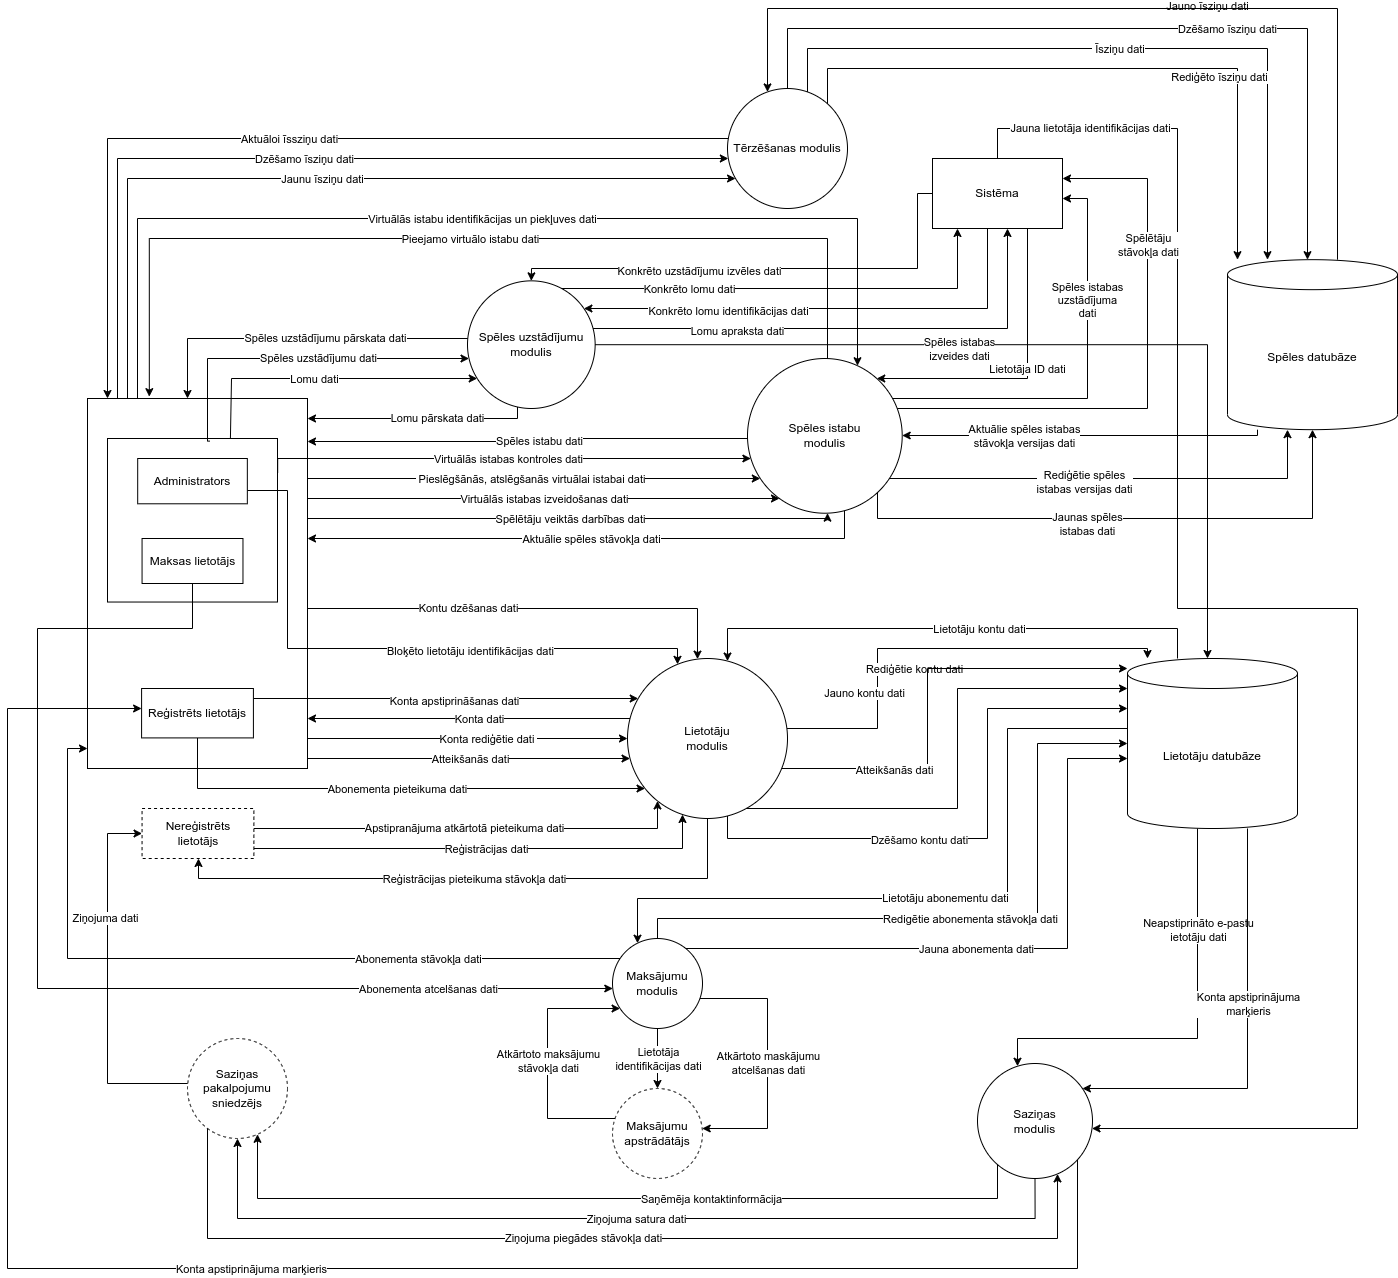 Jauno īsziņu dati
Dzēšamo īsziņu dati
Īsziņu dati
Rediģēto īsziņu dati
Jauna lietotāja identifikācijas dati
Aktuāloi īssziņu dati
Tērzēšanas modulis
Dzēšamo īsziņu dati
Jaunu īsziņu dati
Sistēma
Virtuālās istabu identifikācijas un piekļuves dati
Pieejamo virtuālo istabu dati
Spēlētāju
stāvokļa dati
Konkrēto uzstādījumu izvēles dati
Konkrēto lomu dati
Spēles istabas
uzstādījuma
dati
Konkrēto lomu identifikācijas dati
Lomu apraksta dati
Spēles uzstādījumu pārskata dati
Spēles uzstādījumu
modulis
Spēles istabas
izveides dati
Spēles uzstādījumu dati
Spēles datubāze
Lietotāja ID dati
Lomu dati
Lomu pārskata dati
Spēles istabu
modulis
Aktuālie spēles istabas
stāvokļa versijas dati
Spēles istabu dati
Virtuālās istabas kontroles dati
Administrators
Pieslēgšānās, atslēgšanās virtuālai istabai dati
Rediģētie spēles
istabas versijas dati
Virtuālās istabas izveidošanas dati
Spēlētāju veiktās darbības dati
Jaunas spēles
istabas dati
Aktuālie spēles stāvokļa dati
Maksas lietotājs
Kontu dzēšanas dati
Lietotāju kontu dati
Bloķēto lietotāju identifikācijas dati
Rediģētie kontu dati
Jauno kontu dati
Konta apstiprināšanas dati
Reģistrēts lietotājs
Konta dati
Lietotāju
modulis
Konta rediģētie dati
Atteikšanās dati
Lietotāju datubāze
Atteikšanās dati
Abonementa pieteikuma dati
Nereģistrēts
lietotājs
Apstipranājuma atkārtotā pieteikuma dati
Reģistrācijas dati
Dzēšamo kontu dati
Reģistrācijas pieteikuma stāvokļa dati
Lietotāju abonementu dati
Ziņojuma dati
Redigētie abonementa stāvokļa dati
Neapstiprināto e-pastu
ietotāju dati
Jauna abonementa dati
Abonementa stāvokļa dati
Maksājumu
modulis
Abonementa atcelšanas dati
Konta apstiprinājuma
marķieris
Atkārtoto maksājumu
stāvokļa dati
Lietotāja
identifikācijas dati
Atkārtoto maskājumu
atcelšanas dati
Saziņas
pakalpojumu
sniedzējs
Maksājumu
apstrādātājs
Saziņas
modulis
Saņēmēja kontaktinformācija
Ziņojuma satura dati
Ziņojuma piegādes stāvokļa dati
Konta apstiprinājuma marķieris